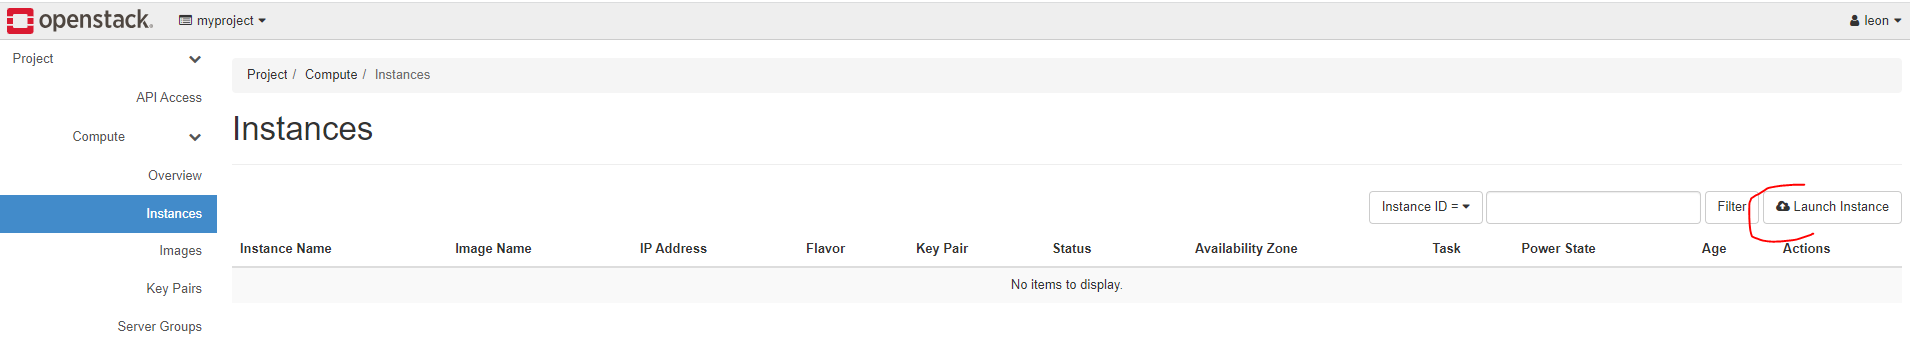 openstack. myproject leon
Project
API Access
Compute
Overview
Instances
Images
Key Pairs
Server Groups
Project / Compute / Instances
Instances
Instance ID = Filter Launch Instance
Instance Name Image Name IP Address Flavor Key Pair Status Availability Zone Task Power State Age Actions
No items to display.